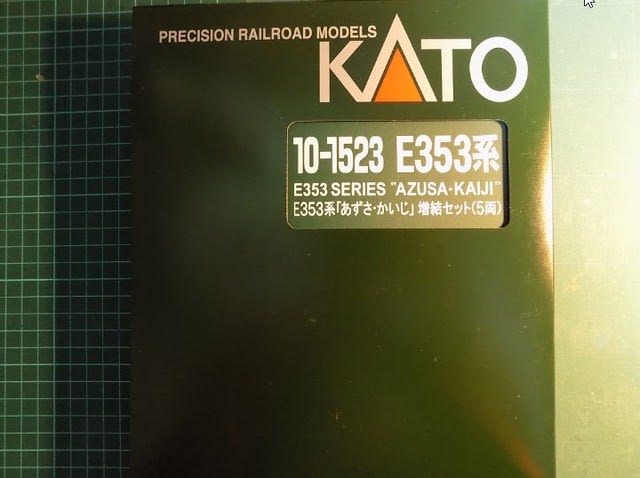 PRECISION RAILROAD MODELS
KATO
10-1523 E353系
E353 SERIES "AZUSA・KAIJI"
E353系「あずさ・かいじ」増結セット(5両)